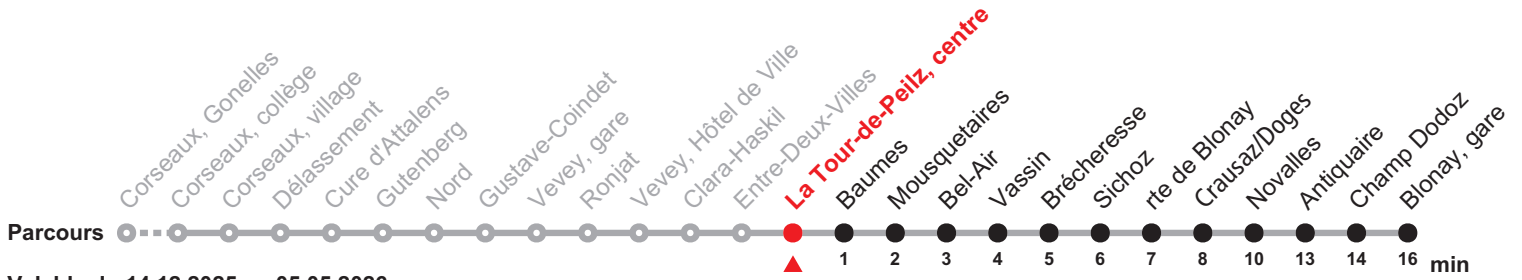 Corseaux, Gonelles
Corseaux, collège
Corseaux, village
Délassement
Cure d'Attalens
Gutenberg
Nord
Gustave-Coindet
Vevey, gare
Ronjat
Vevey, Hôtel de Ville
Clara-Haskil
Entre-Deux-Villes
La Tour-de-Peilz, centre
Baumes
Mousquetaires
Bel-Air
Vassin
Brécheresse
Sichoz
rte de Blonay
Crausaz/Doges
Novalles
Antiquaire
Champ Dodoz
Blonay, gare
Parcours
16 1 2 3 4 5 6 7 8 10 13 14 16 min